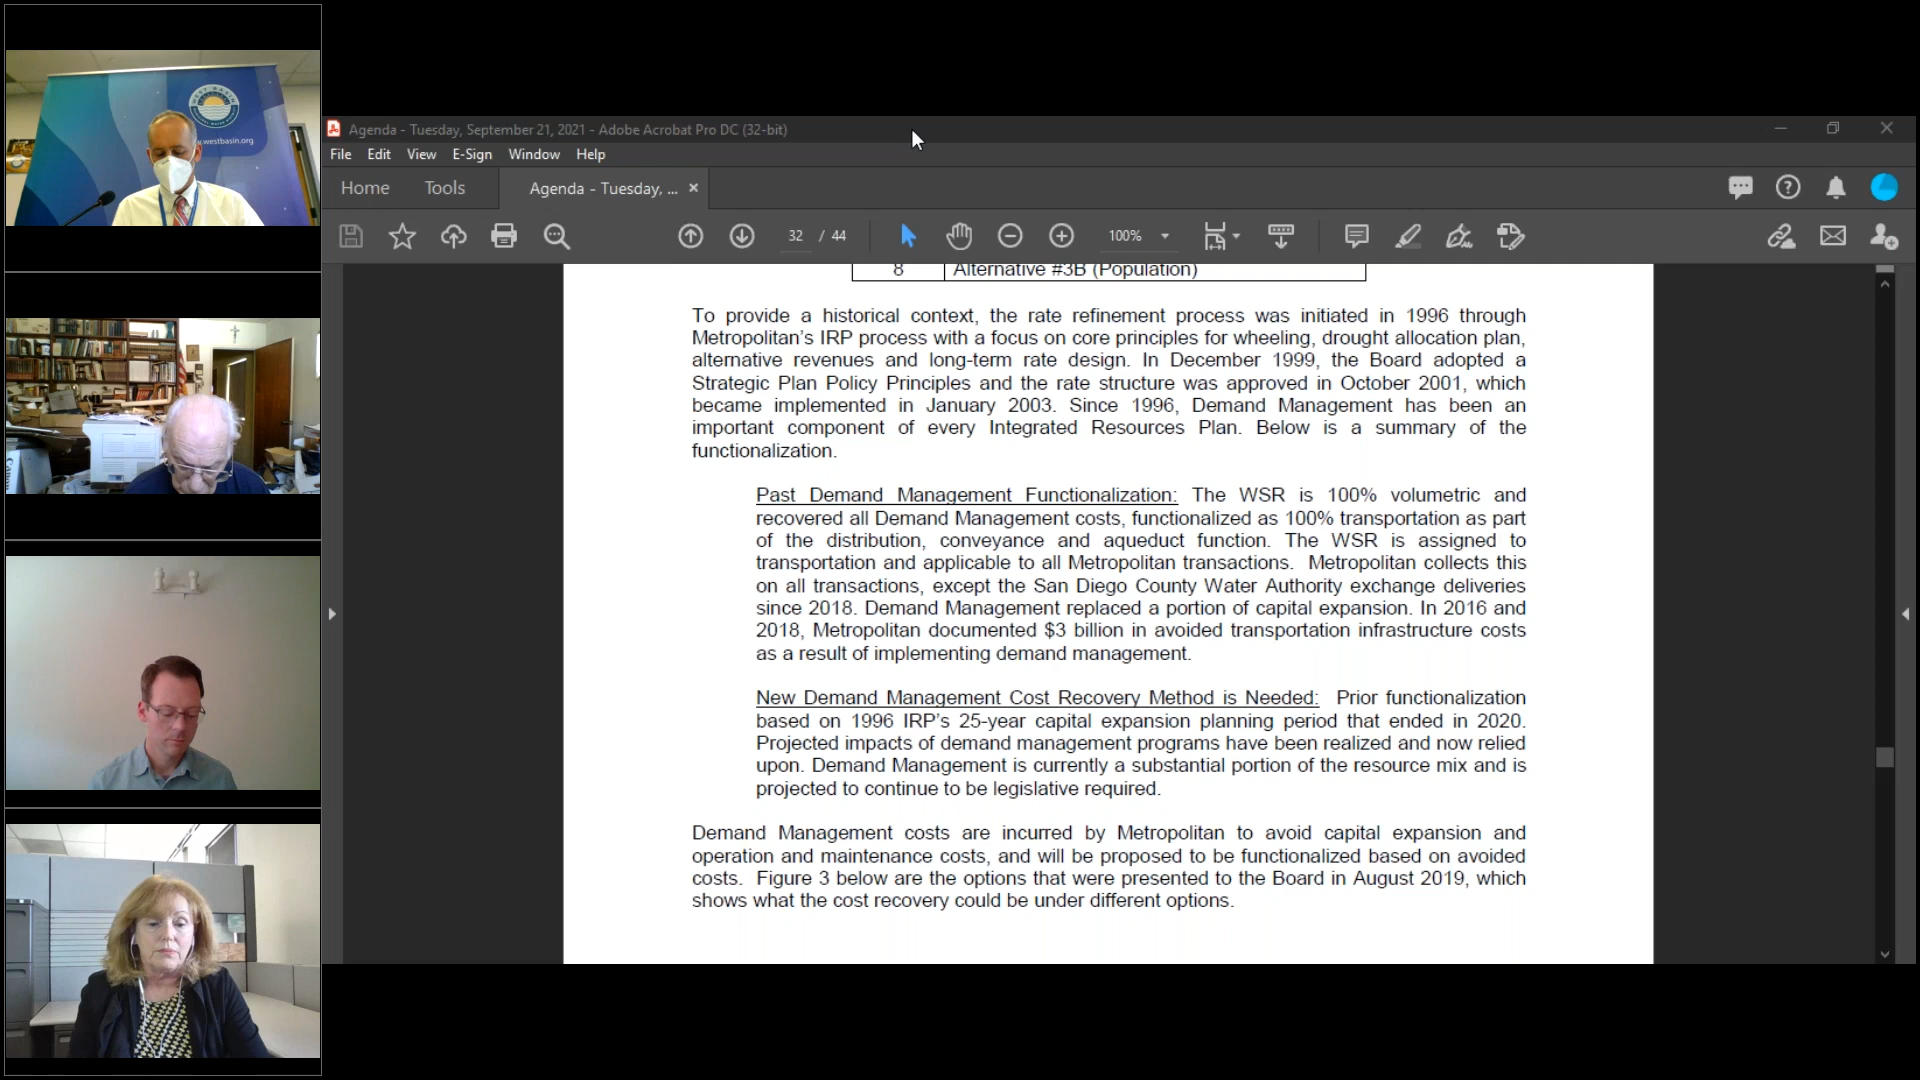 WEST BASIN
w.westbasin.org
Canon
Agenda - Tuesday, September 21, 2021 - Adobe Acrobat Pro DC (32-bit)
File Edit View E-Sign Window Help
Home Tools Agenda - Tuesday, ... ×
32 / 44 100%
8 Alternative #3B (Population)
To provide a historical context, the rate refinement process was initiated in 1996 through
Metropolitan's IRP process with a focus on core principles for wheeling, drought allocation plan,
alternative revenues and long-term rate design. In December 1999, the Board adopted a
Strategic Plan Policy Principles and the rate structure was approved in October 2001, which
became implemented in January 2003. Since 1996, Demand Management has been an
important component of every Integrated Resources Plan. Below is a summary of the
functionalization.
Past Demand Management Functionalization: The WSR is 100% volumetric and
recovered all Demand Management costs, functionalized as 100% transportation as part
of the distribution, conveyance and aqueduct function. The WSR is assigned to
transportation and applicable to all Metropolitan transactions. Metropolitan collects this
on all transactions, except the San Diego County Water Authority exchange deliveries
since 2018. Demand Management replaced a portion of capital expansion. In 2016 and
2018, Metropolitan documented $3 billion in avoided transportation infrastructure costs
as a result of implementing demand management.
New Demand Management Cost Recovery Method is Needed: Prior functionalization
based on 1996 IRP's 25-year capital expansion planning period that ended in 2020.
Projected impacts of demand management programs have been realized and now relied
upon. Demand Management is currently a substantial portion of the resource mix and is
projected to continue to be legislative required.
Demand Management costs are incurred by Metropolitan to avoid capital expansion and
operation and maintenance costs, and will be proposed to be functionalized based on avoided
costs. Figure 3 below are the options that were presented to the Board in August 2019, which
shows what the cost recovery could be under different options.